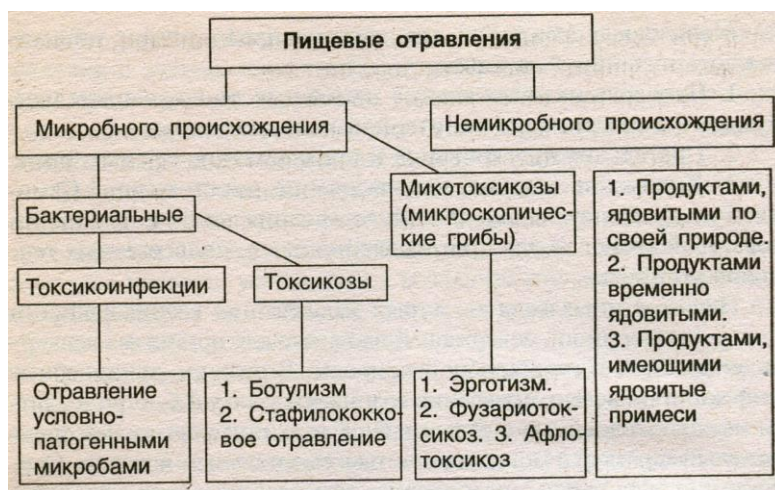 Пищевые отравления
Микробного происхождения
Немикробного происхождения
Бактериальные
Микотоксикозы
(микроскопичес-
кие грибы)
1. Продуктами,
ядовитыми по
своей природе.
2. Продуктами
временно
ядовитыми.
3. Продуктами,
имеющими
ядовитые
примеси
Токсикоинфекции
Токсикозы
Отравление
условно-
патогенными
микробами
1. Ботулизм
2. Стафилококко-
вое отравление
1. Эрготизм.
2. Фузариоток-
сикоз. 3. Афло-
токсикоз